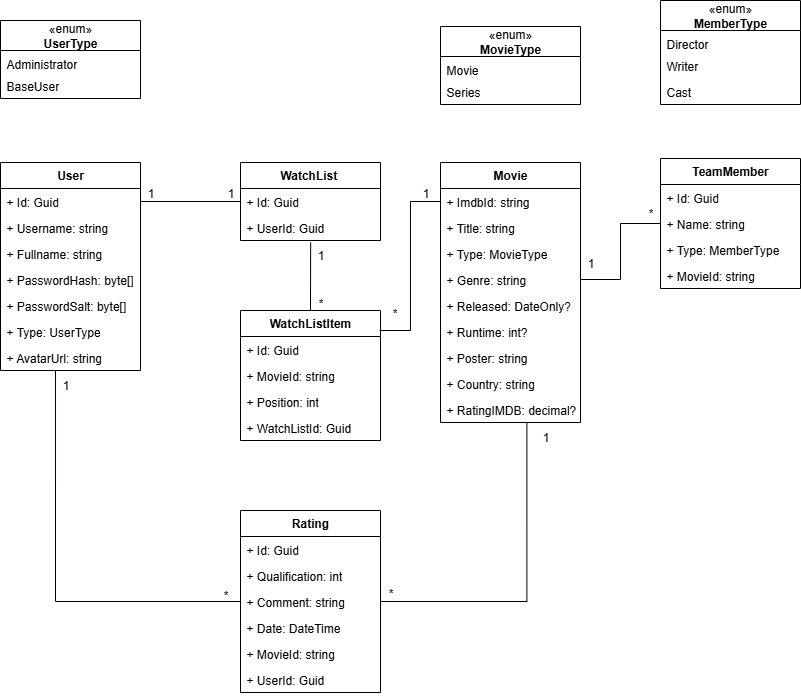 «enum»
UserType
Administrator
BaseUser
«enum»
MovieType
Movie
Series
«enum»
MemberType
Director
Writer
Cast
User
+ Id: Guid
+ Username: string
+ Fullname: string
+ PasswordHash: byte[]
+ PasswordSalt: byte[]
+ Type: UserType
+ AvatarUrl: string
1
1
1
WatchList
+ Id: Guid
+ UserId: Guid
1
*
WatchListItem
+ Id: Guid
+ MovieId: string
+ Position: int
+ WatchListId: Guid
*
1
Movie
+ ImdbId: string
+ Title: string
+ Type: MovieType
+ Genre: string
+ Released: DateOnly?
+ Runtime: int?
+ Poster: string
+ Country: string
+ RatingIMDB: decimal?
1
*
1
TeamMember
+ Id: Guid
+ Name: string
+ Type: MemberType
+ MovieId: string
Rating
+ Id: Guid
+ Qualification: int
+ Comment: string
+ Date: DateTime
+ MovieId: string
+ UserId: Guid
*
*